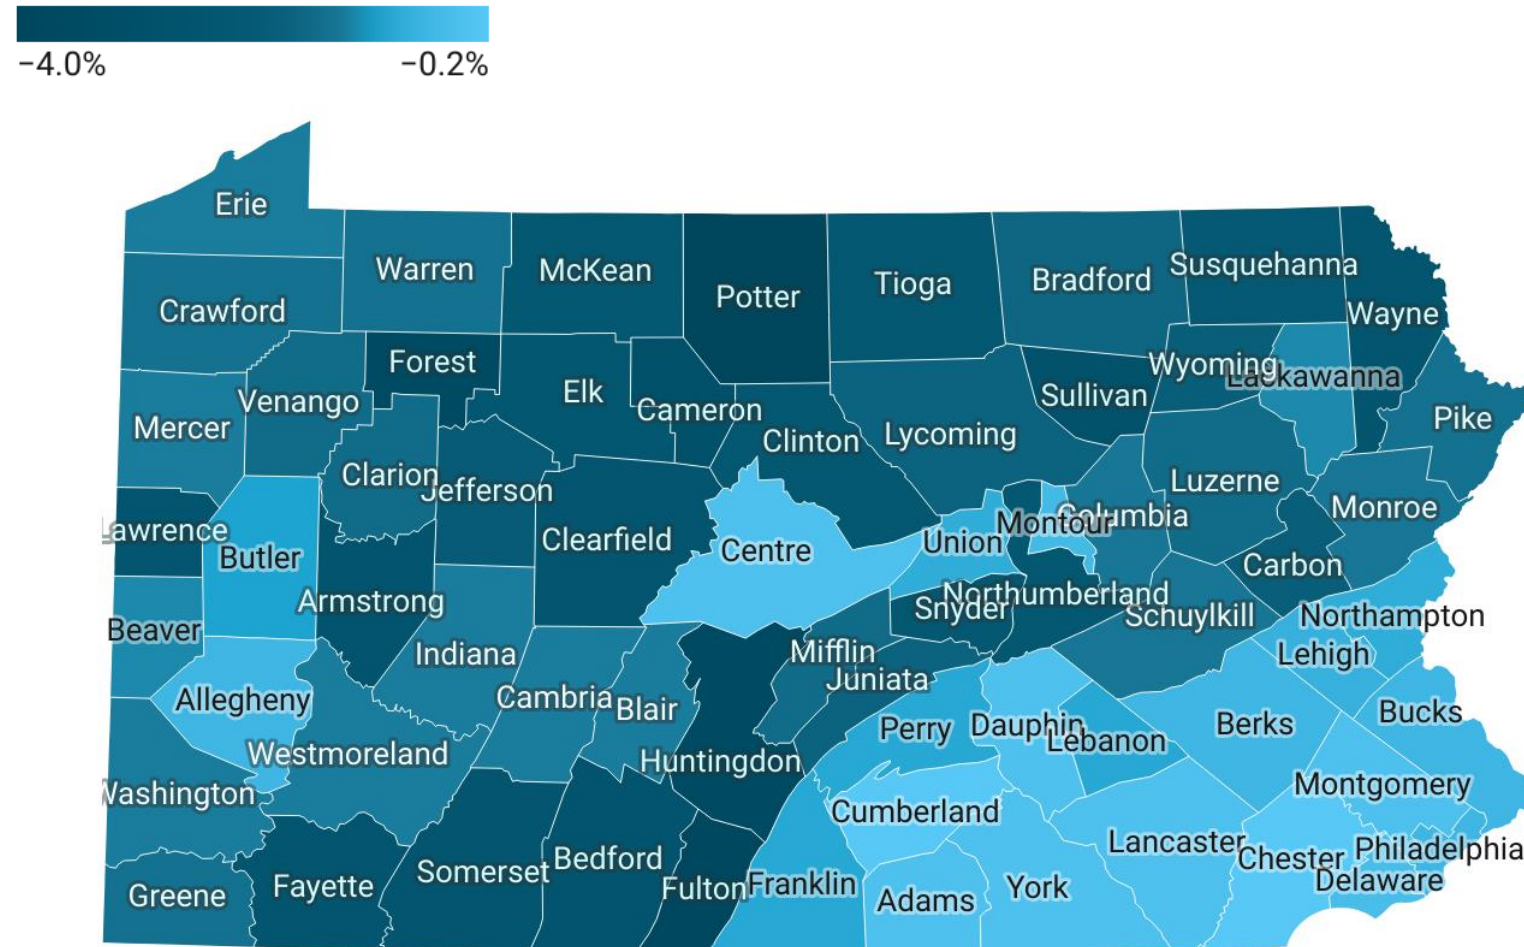 −4.0%
−0.2%
Erie
Warren
McKean
Potter
Tioga
Bradford
Susquehanna
Crawford
Wayne
Forest
Elk
Wyoming
Lackawanna
Venango
Cameron
Sullivan
Mercer
Clinton
Lycoming
Pike
Clarion
Jefferson
Luzerne
Monroe
Lawrence
Butler
Clearfield
Centre
Union
Montour
Columbia
Carbon
Armstrong
Snyder
Northumberland
Schuylkill
Northampton
Beaver
Indiana
Mifflin
Juniata
Lehigh
Allegheny
Cambria
Blair
Perry
Dauphin
Lebanon
Berks
Bucks
Westmoreland
Huntingdon
Washington
Cumberland
Montgomery
Lancaster
Chester
Philadelphia
Delaware
Greene
Fayette
Somerset
Bedford
Fulton
Franklin
Adams
York